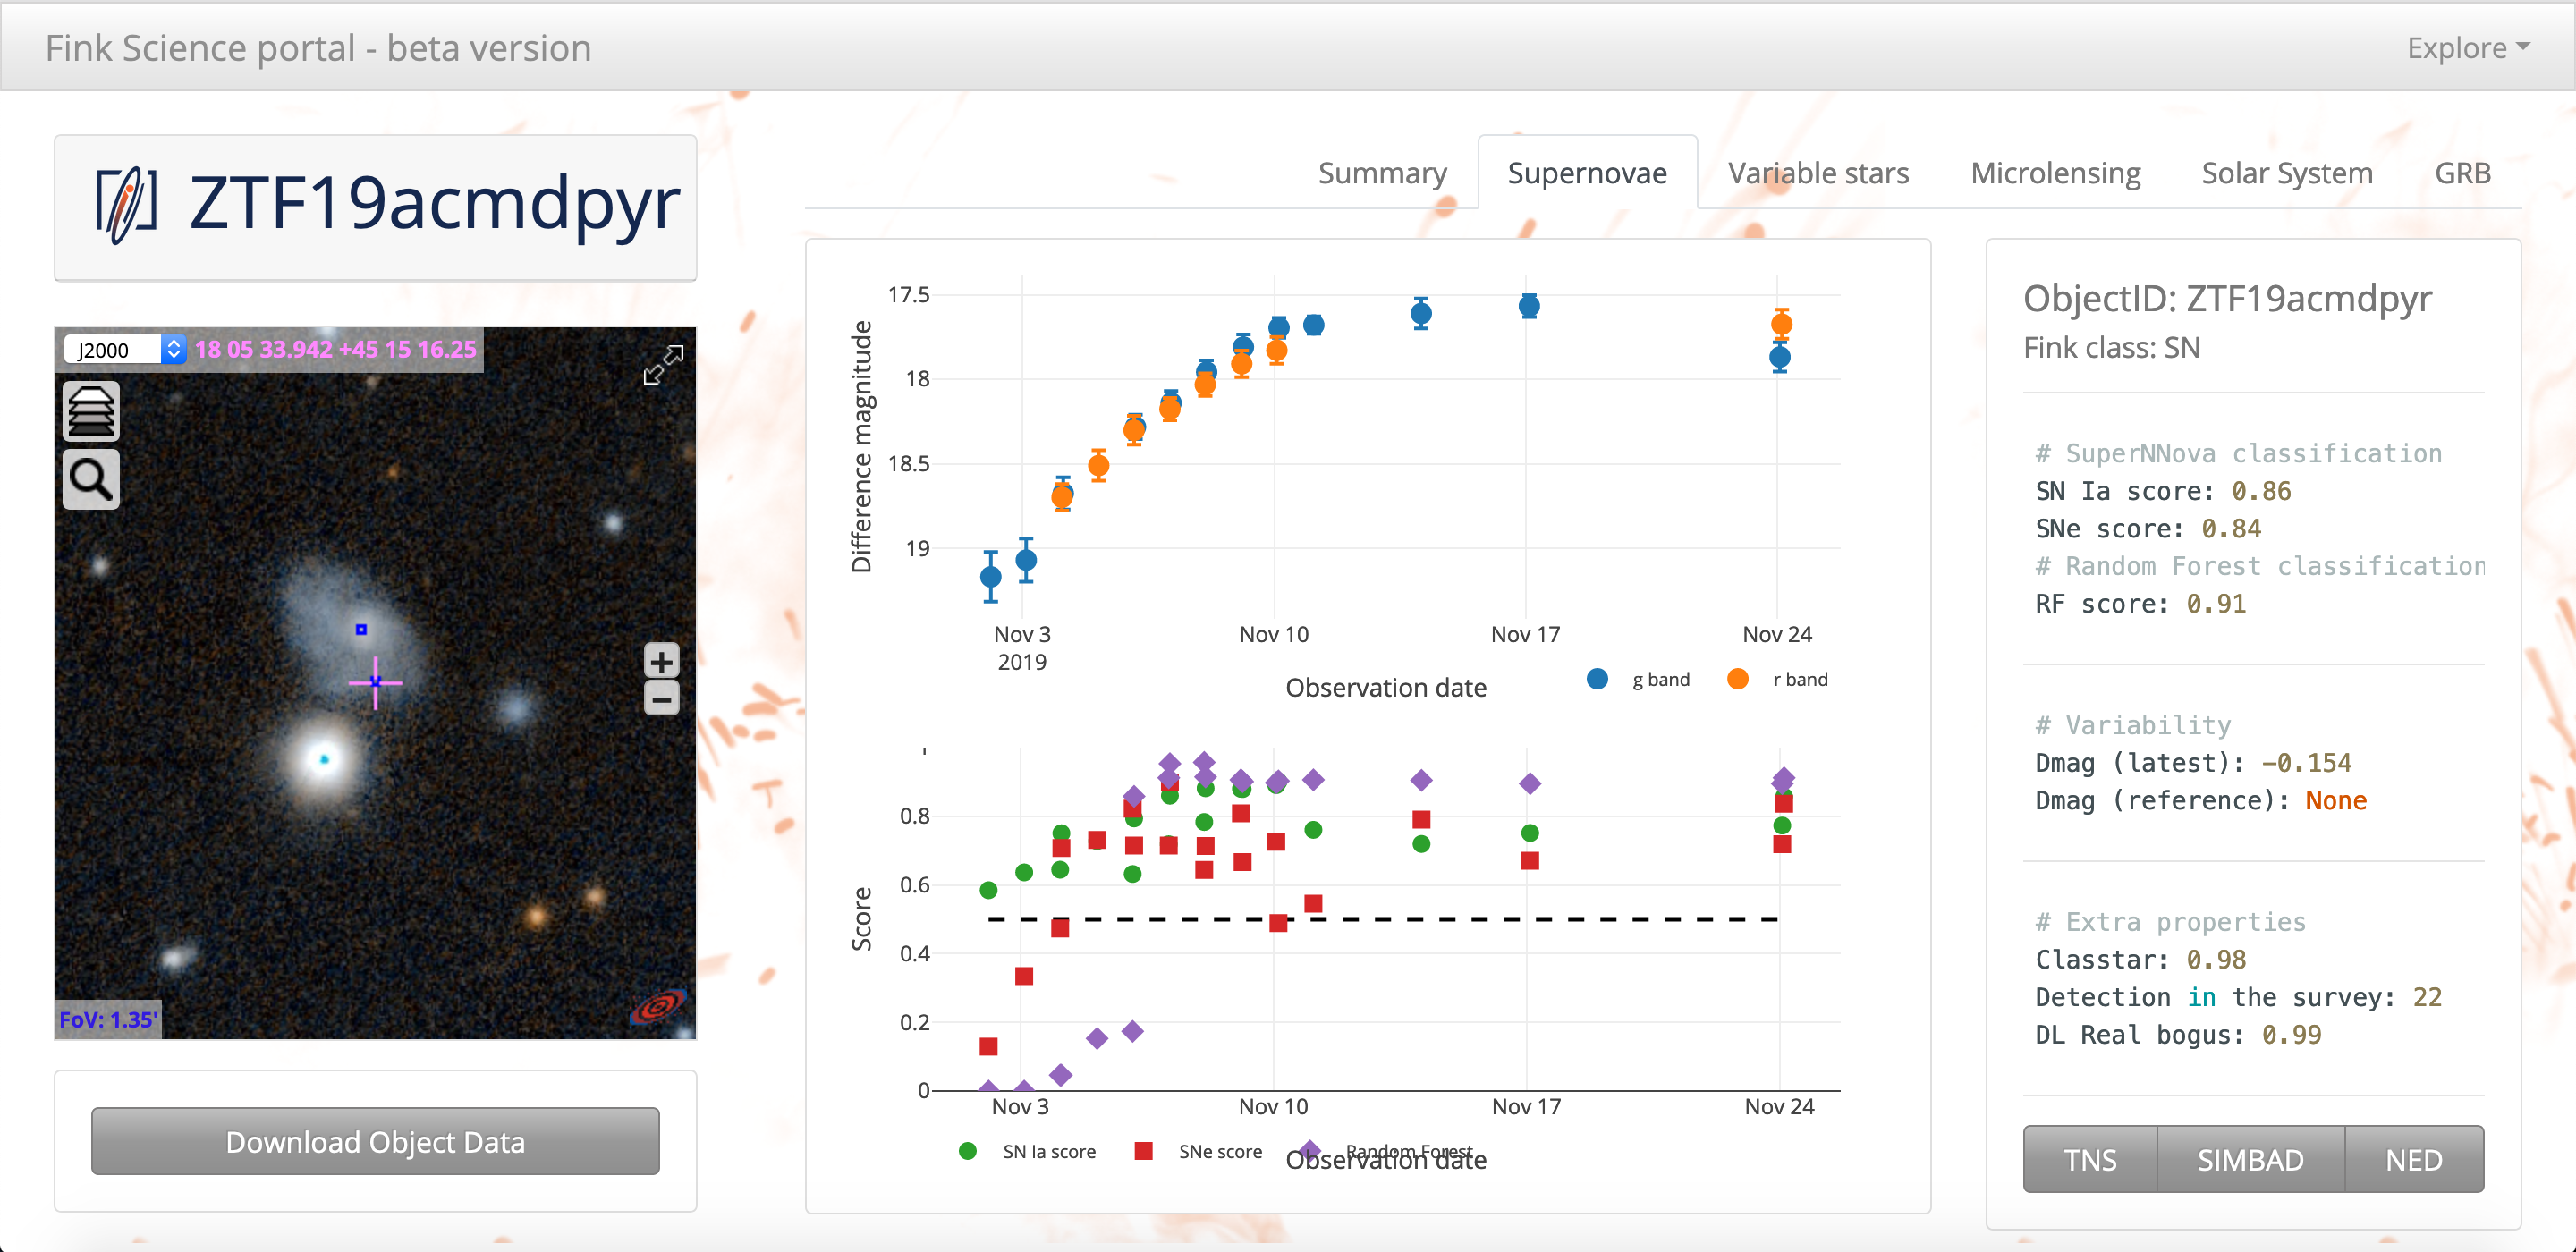 Fink Science portal - beta version
Explore
ZTF19acmdpyr
J2000 18 05 33.942 +45 15 16.25
FoV: 1.35'
Download Object Data
Summary
Supernovae
Variable stars
Microlensing
Solar System
GRB
Difference magnitude
17.5
18
18.5
19
Nov 3
2019
Nov 10
Nov 17
Nov 24
Observation date
g band
r band
Score
0.8
0.6
0.4
0.2
0
Nov 3
Nov 10
Nov 17
Nov 24
SN Ia score
SNe score
Random Forest
Observation date
ObjectID: ZTF19acmdpyr
Fink class: SN
# SuperNNova classification
SN Ia score: 0.86
SNe score: 0.84
# Random Forest classification
RF score: 0.91
# Variability
Dmag (latest): -0.154
Dmag (reference): None
# Extra properties
Classtar: 0.98
Detection in the survey: 22
DL Real bogus: 0.99
TNS
SIMBAD
NED